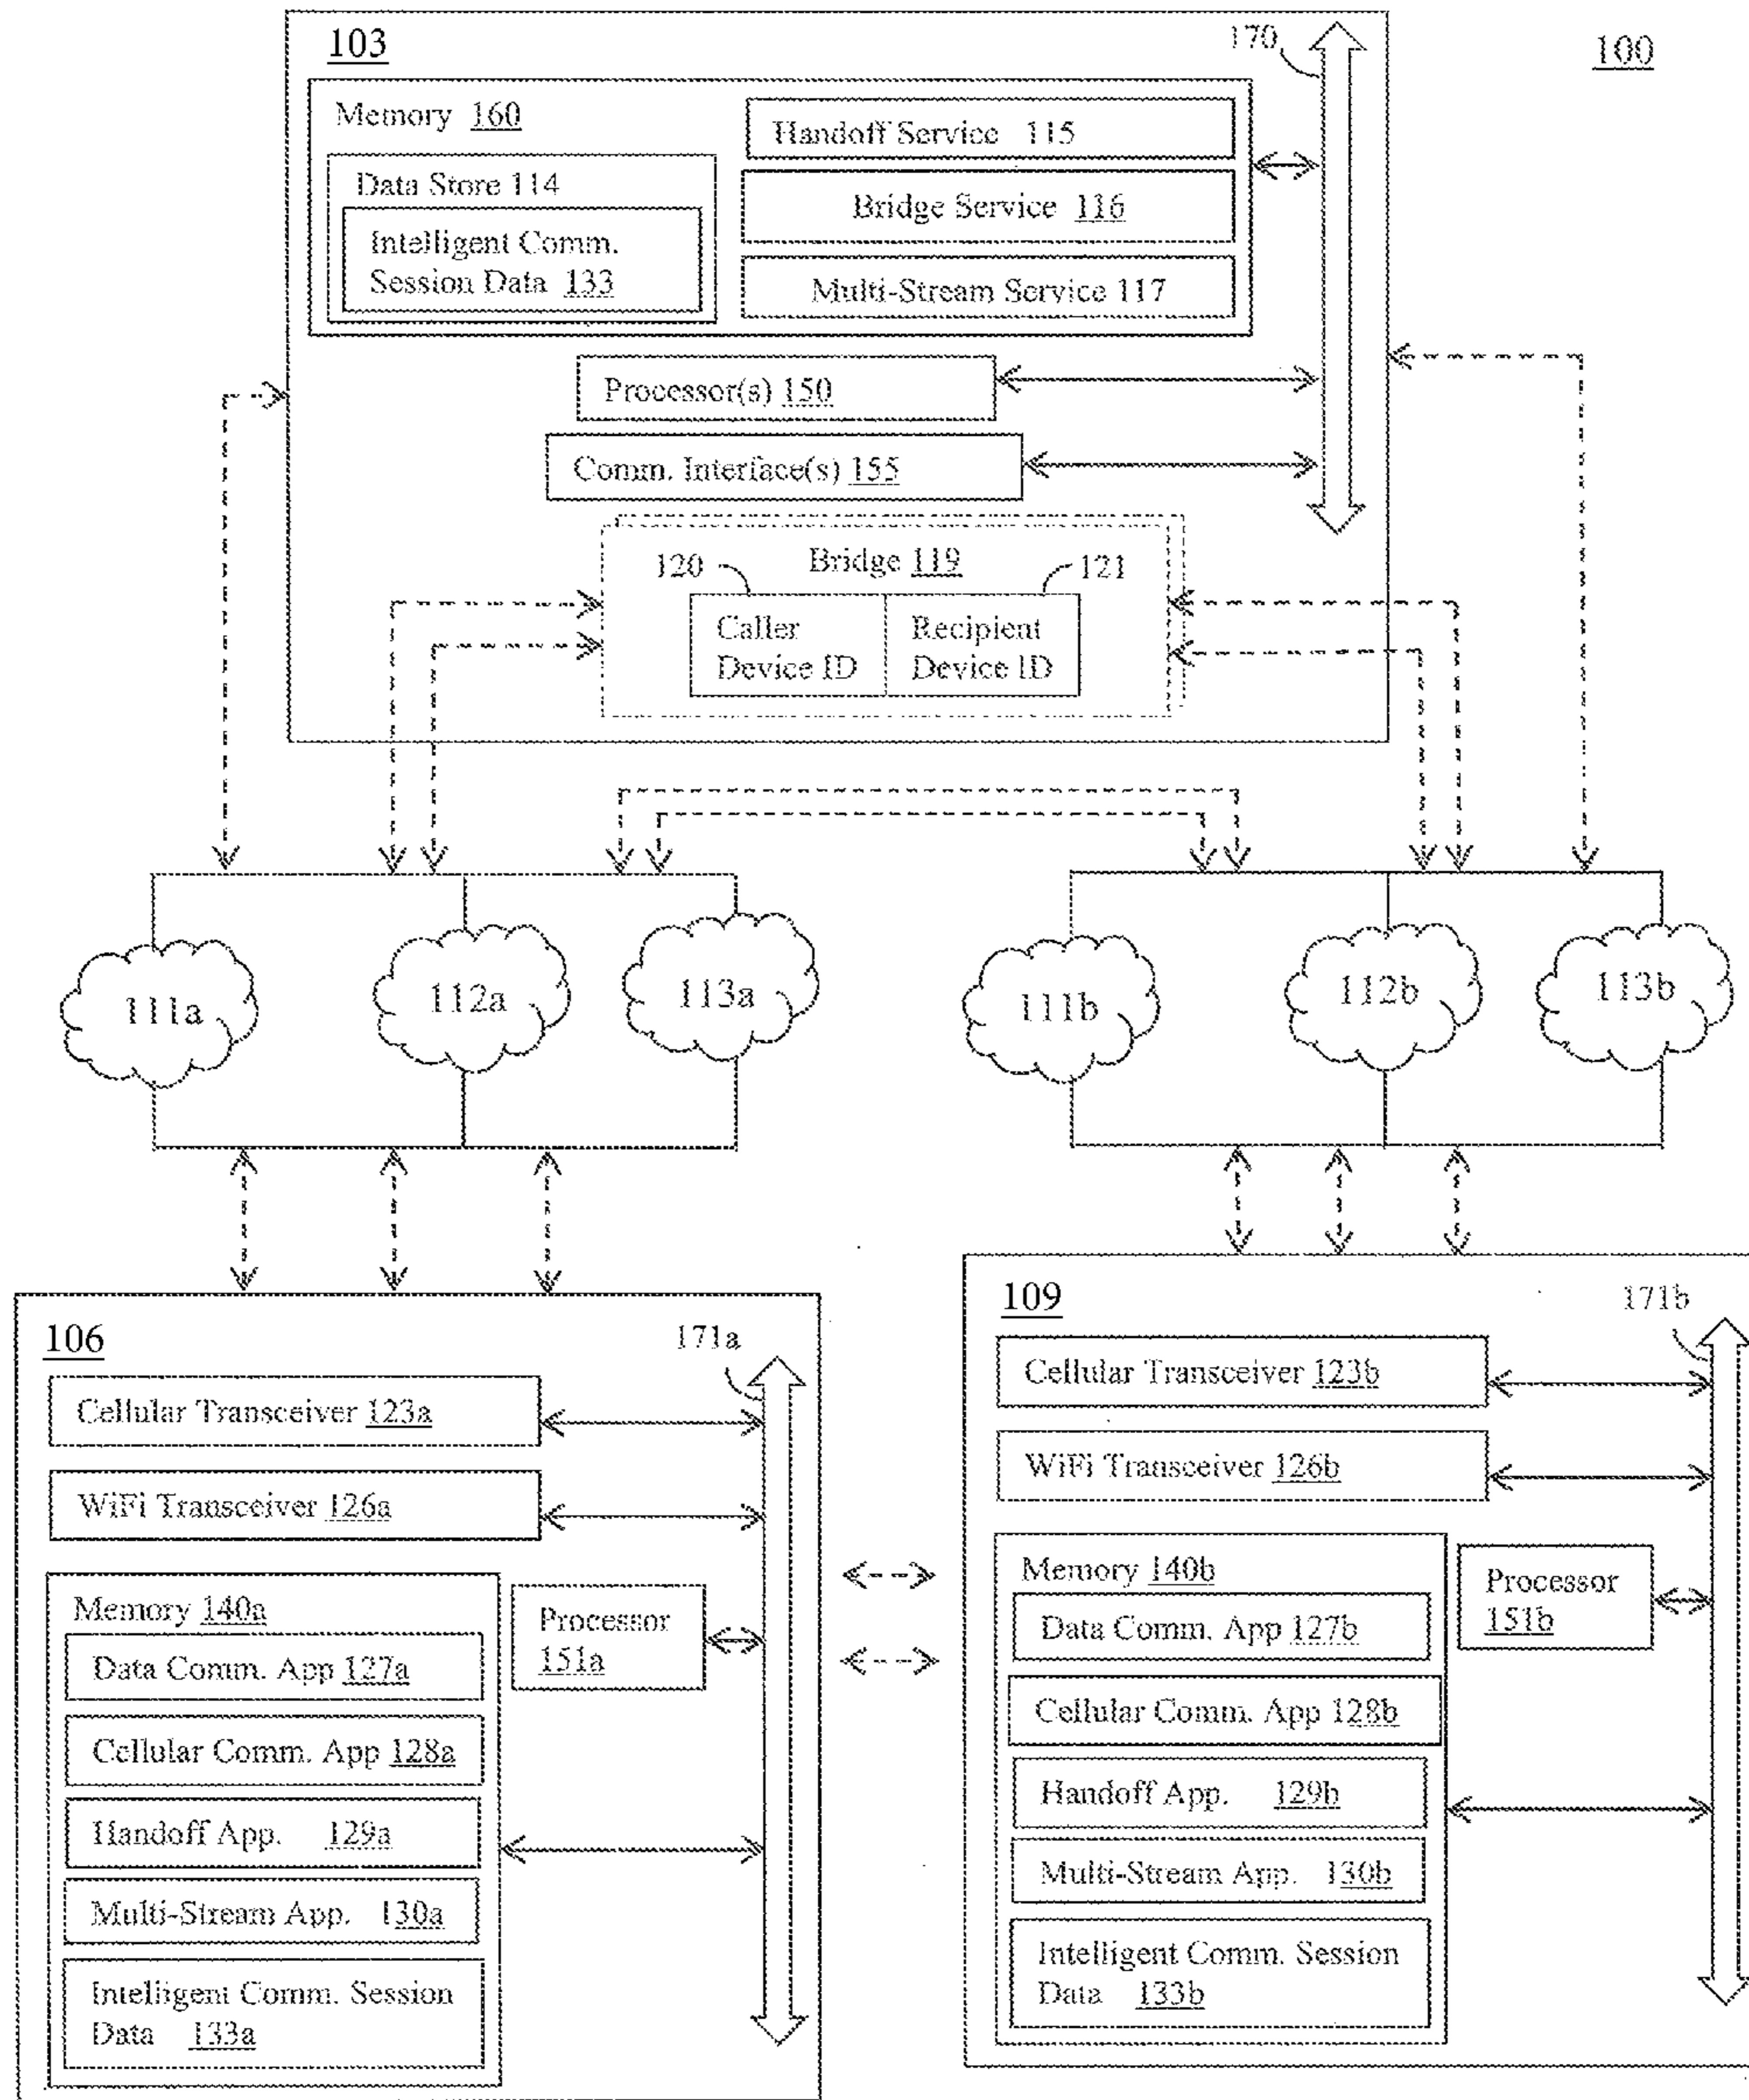 100
103
170
Memory 160
Handoff Service 115
Data Store 114
Bridge Service 116
Intelligent Comm.
Session Data 133
Multi-Stream Service 117
Processor(s) 150
Comm. Interface(s) 155
Bridge 119
120
121
Caller
Device ID
Recipient
Device ID
111a
112a
113a
111b
112b
113b
106
171a
Cellular Transceiver 123a
WiFi Transceiver 126a
Memory 140a
Processor
151a
Data Comm. App 127a
Cellular Comm. App 128a
Handoff App. 129a
Multi-Stream App. 130a
Intelligent Comm. Session
Data 133a
109
171b
Cellular Transceiver 123b
WiFi Transceiver 126b
Memory 140b
Processor
151b
Data Comm. App 127b
Cellular Comm. App 128b
Handoff App. 129b
Multi-Stream App. 130b
Intelligent Comm. Session
Data 133b